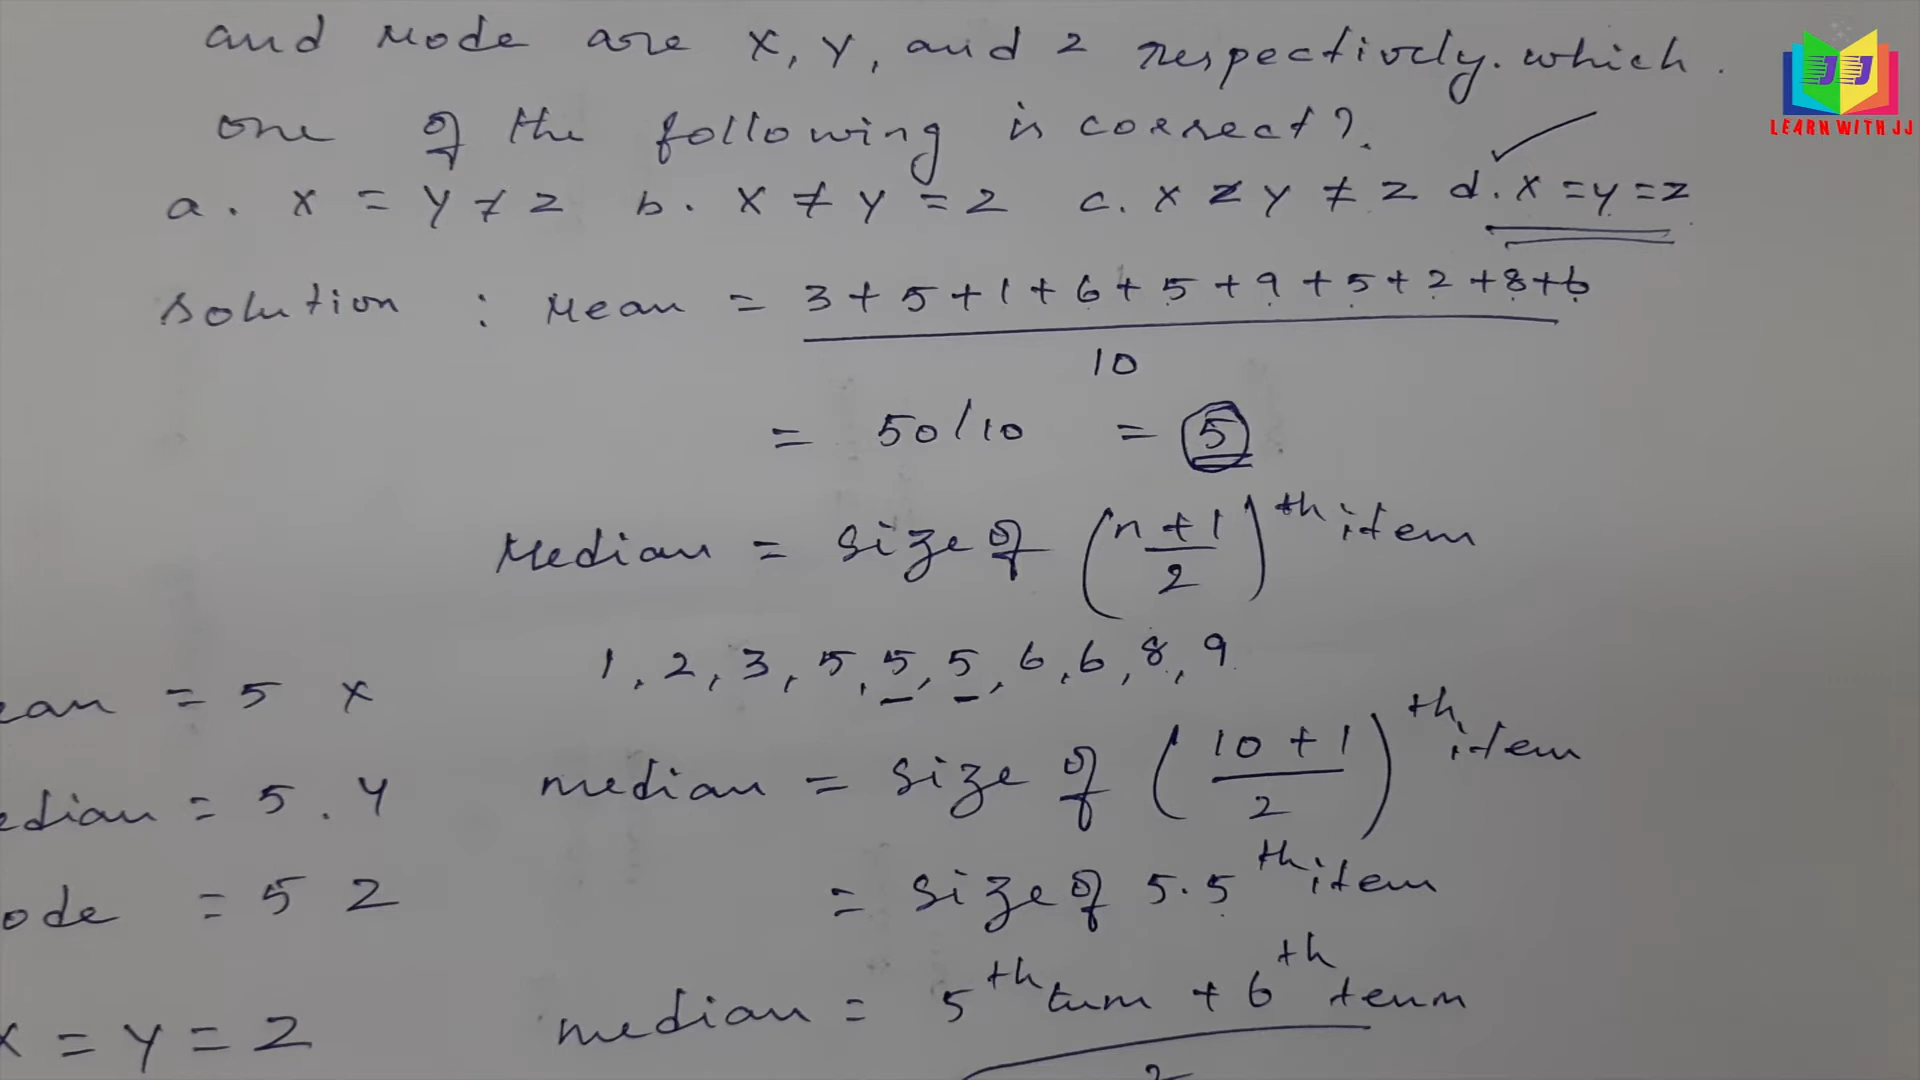 and Mode are X, Y, and Z respectively. which
one of the following is correct?
a. X = Y ≠ Z b. X ≠ Y = Z c. X ≠ Y ≠ Z d. X = Y = Z
Solution : Mean = 3 + 5 + 1 + 6 + 5 + 9 + 5 + 2 + 8 + 6
10
= 50/10 = 5
Median = Size of (n + 1 / 2)th item
1, 2, 3, 5, 5, 5, 6, 6, 8, 9
ean = 5 X
median = Size of (10 + 1 / 2)th item
edian = 5. Y
= Size of 5.5th item
ode = 5 Z
median = 5th term + 6th term
2
X = Y = Z
JJ
LEARN WITH JJ